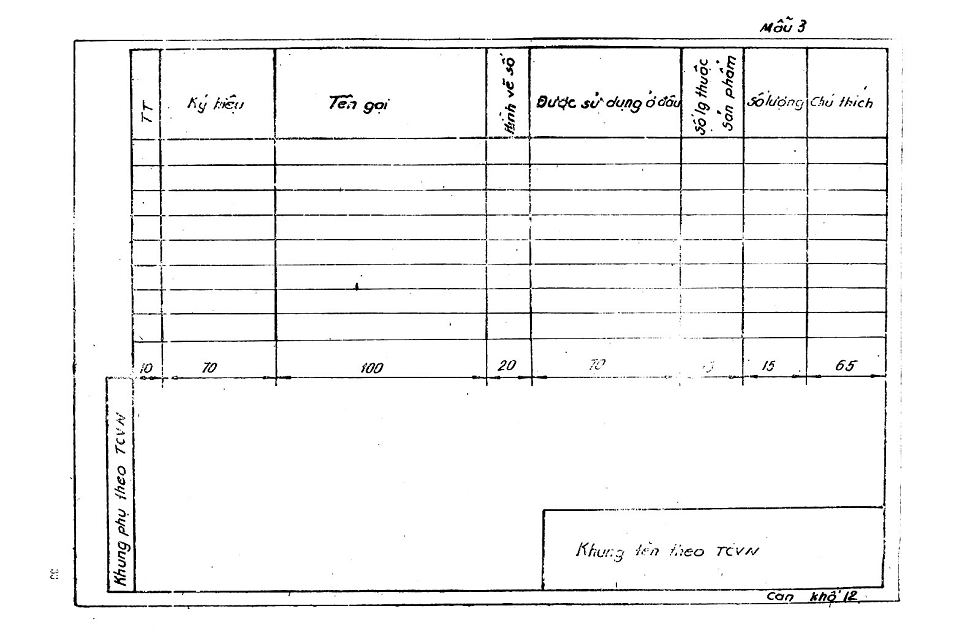 Mẫu 3
TT
Ký hiệu
Tên gọi
Hình vẽ số
Được sử dụng ở đâu
Số lg thuộc
sản phẩm
Số lượng
Chú thích
10
70
100
20
70
15
65
Khung phụ theo TCVN
Khung tên theo TCVN
khổ 12
33